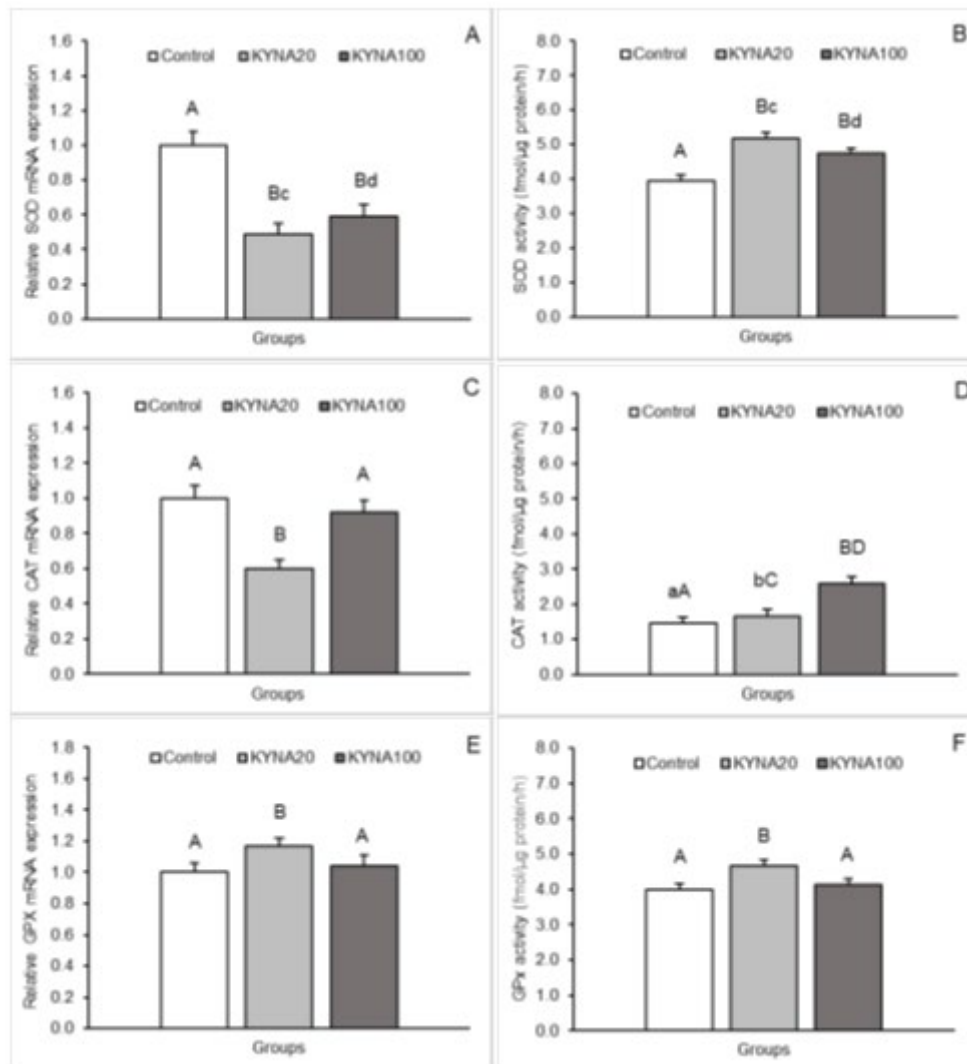 A
Relative SOD mRNA expression
1.6
1.4
1.2
1.0
0.8
0.6
0.4
0.2
0.0
Control KYNA20 KYNA100
A
Bc
Bd
Groups
B
SOD activity (fmol/µg protein/h)
8.0
7.0
6.0
5.0
4.0
3.0
2.0
1.0
0.0
Control KYNA20 KYNA100
A
Bc
Bd
Groups
C
Relative CAT mRNA expression
1.6
1.4
1.2
1.0
0.8
0.6
0.4
0.2
0.0
Control KYNA20 KYNA100
A
B
A
Groups
D
CAT activity (fmol/µg protein/h)
8.0
7.0
6.0
5.0
4.0
3.0
2.0
1.0
0.0
Control KYNA20 KYNA100
aA
bC
BD
Groups
E
Relative GPX mRNA expression
1.8
1.6
1.4
1.2
1.0
0.8
0.6
0.4
0.2
0.0
Control KYNA20 KYNA100
A
B
A
Groups
F
GPx activity (fmol/µg protein/h)
8.0
7.0
6.0
5.0
4.0
3.0
2.0
1.0
0.0
Control KYNA20 KYNA100
A
B
A
Groups